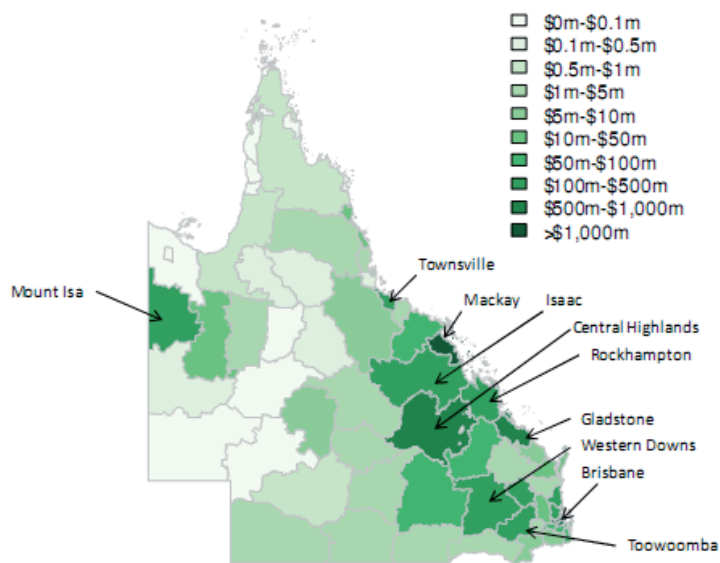 $0m-$0.1m
$0.1m-$0.5m
$0.5m-$1m
$1m-$5m
$5m-$10m
$10m-$50m
$50m-$100m
$100m-$500m
$500m-$1,000m
>$1,000m
Townsville
Mount Isa
Mackay
Isaac
Central Highlands
Rockhampton
Gladstone
Western Downs
Brisbane
Toowoomba